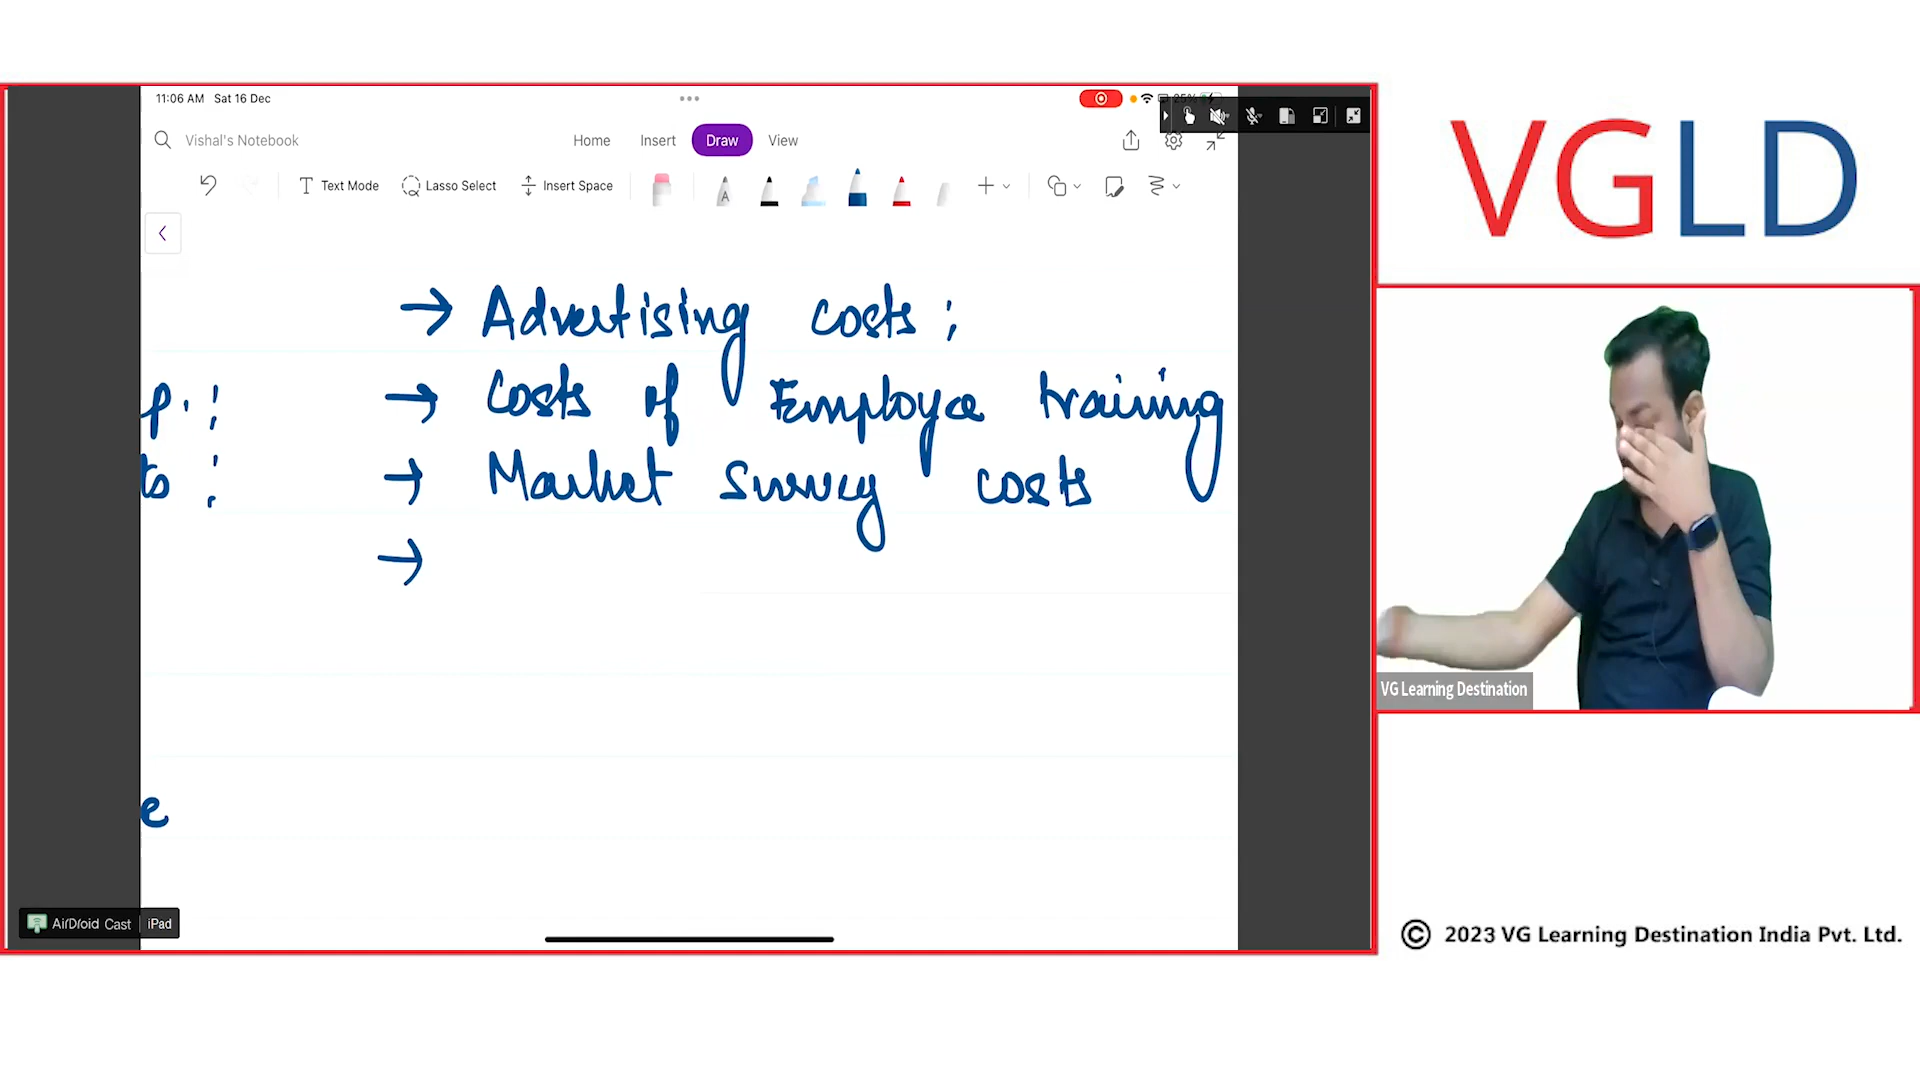 11:06 AM Sat 16 Dec
25%
Vishal's Notebook
Home Insert Draw View
Text Mode Lasso Select Insert Space
→ Advertising costs ;
p. ; → Costs of Employee training
ts ; → Market Survey costs
→
e
AirDroid Cast iPad
VGLD
VG Learning Destination
© 2023 VG Learning Destination India Pvt. Ltd.